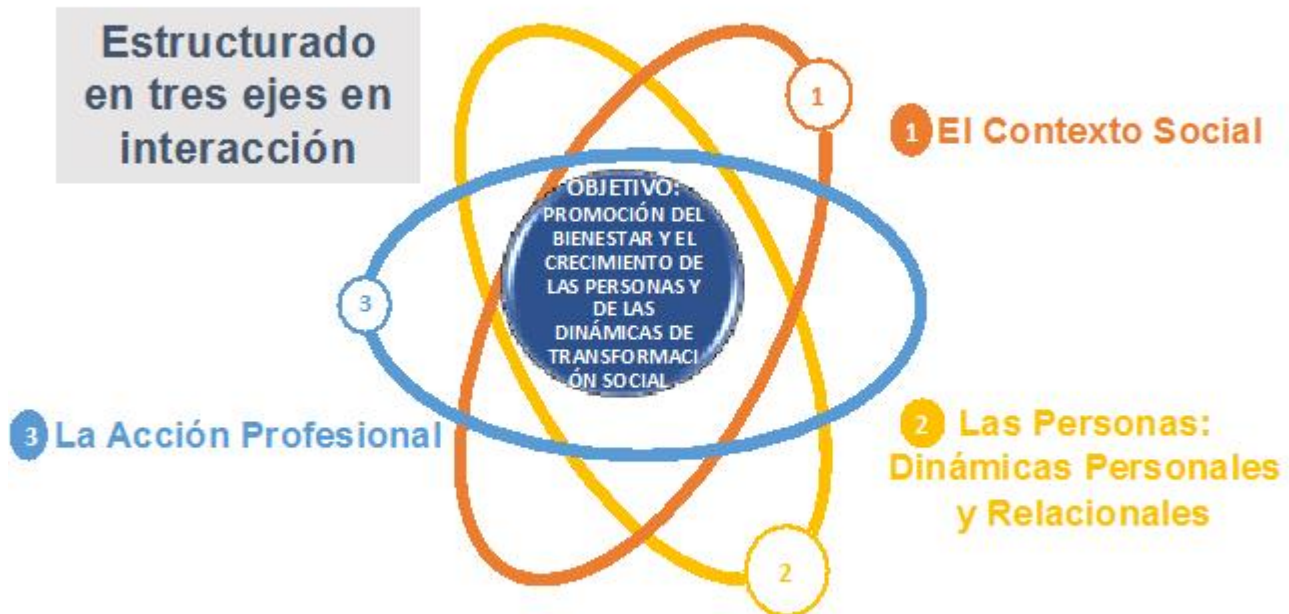 Estructurado
en tres ejes en
interacción
1
1 El Contexto Social
OBJETIVO:
PROMOCIÓN DEL
BIENESTAR Y EL
CRECIMIENTO DE
LAS PERSONAS Y
DE LAS
DINÁMICAS DE
TRANSFORMACI
ÓN SOCIAL
3
3 La Acción Profesional
2 Las Personas:
Dinámicas Personales
y Relacionales
2